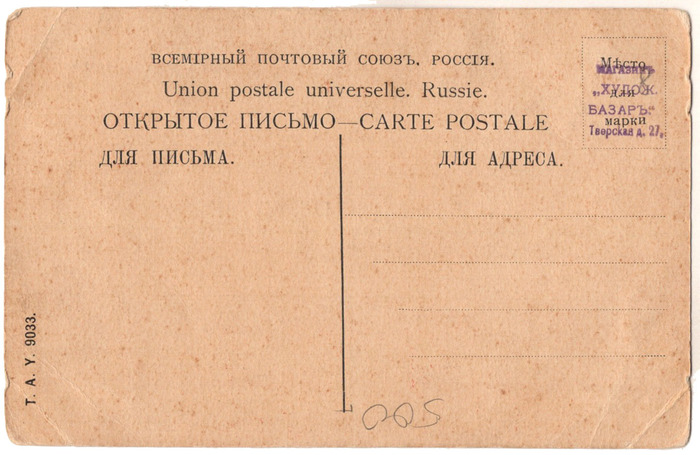 ВСЕМІРНЫЙ ПОЧТОВЫЙ СОЮЗЪ. РОССІЯ.
Union postale universelle. Russie.
ОТКРЫТОЕ ПИСЬМО—CARTE POSTALE
ДЛЯ ПИСЬМА.
ДЛЯ АДРЕСА.
Мѣсто
для
марки
МАГАЗИНЪ
„ХУДОЖ.
БАЗАРЪ"
Тверская д. 27,
Т. А. Y. 9033.